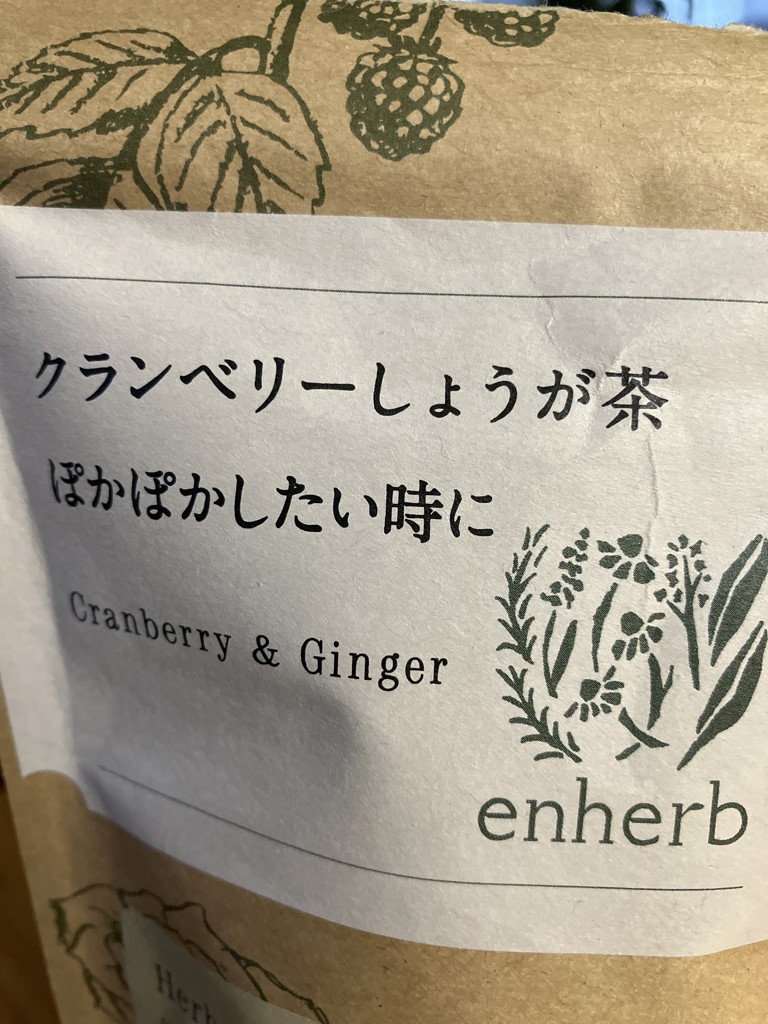 クランベリーしょうが茶
ぽかぽかしたい時に
Cranberry & Ginger
enherb
Herb